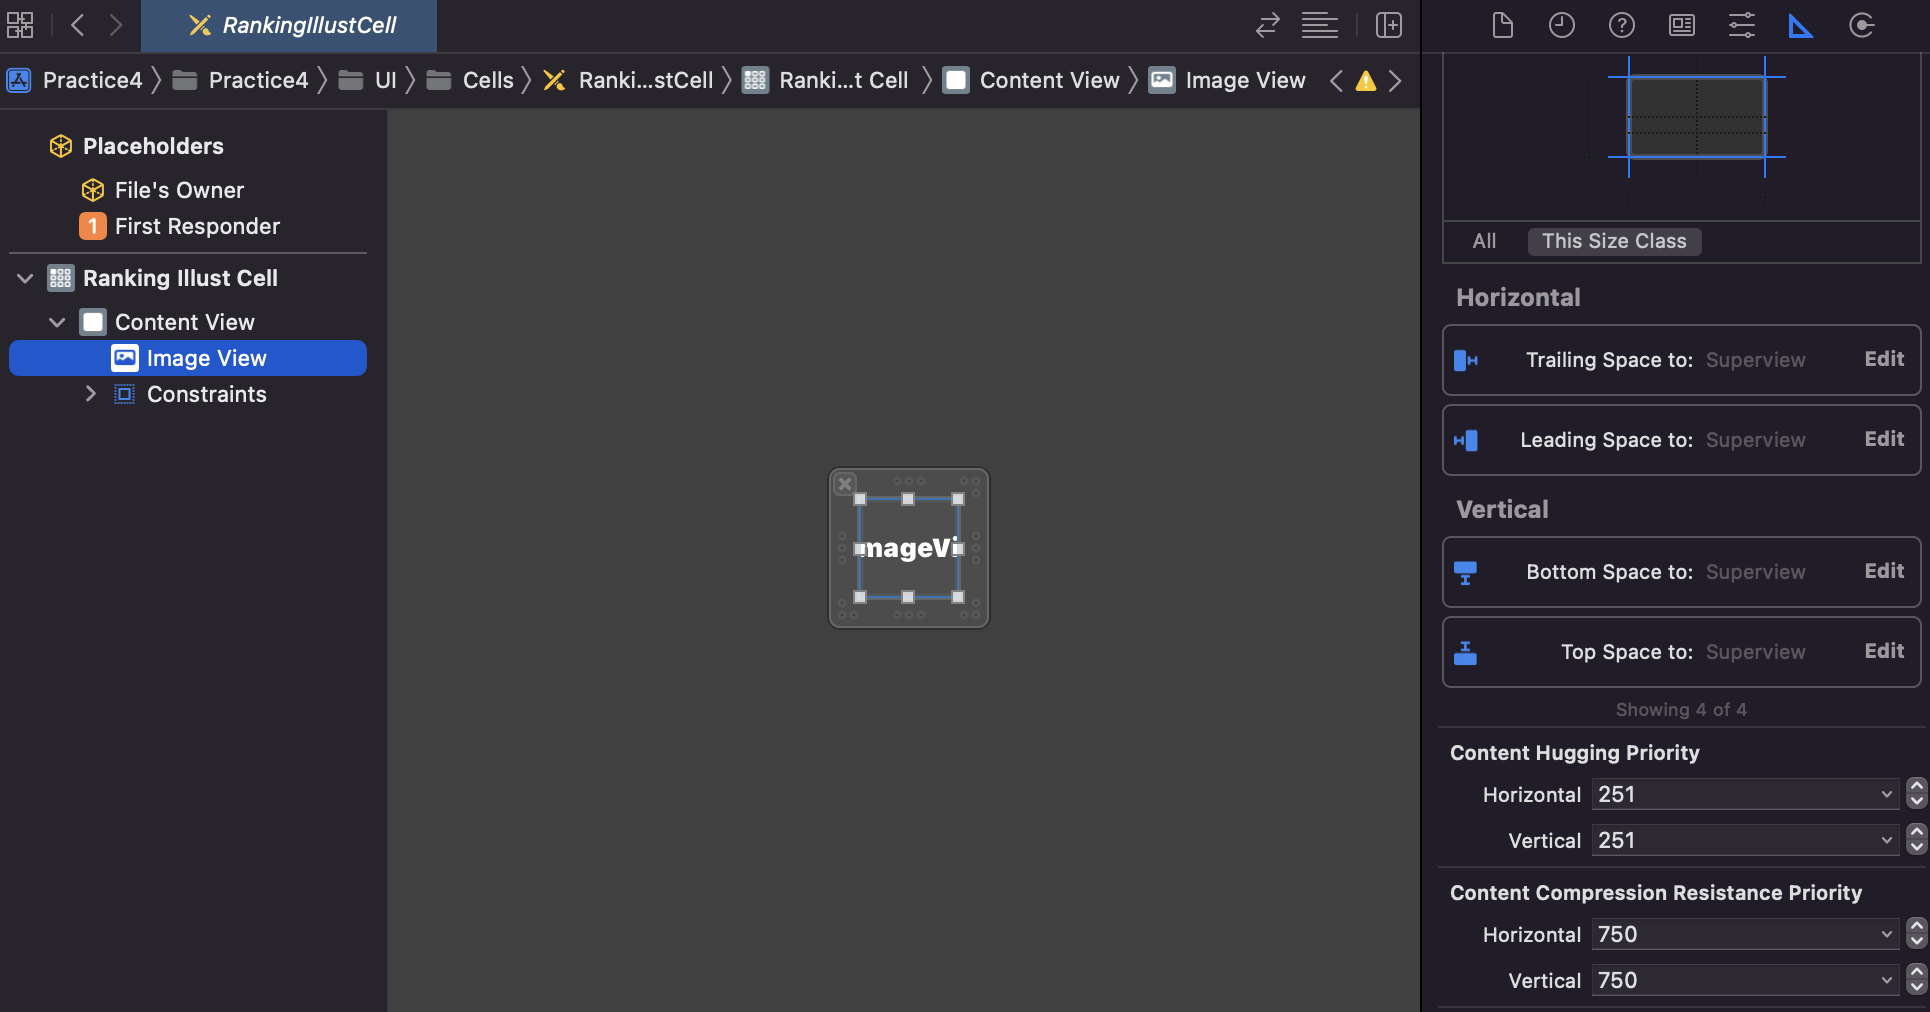 RankingIllustCell
Practice4 Practice4 UI Cells Ranki...stCell Ranki...t Cell Content View Image View
Placeholders
File's Owner
1 First Responder
Ranking Illust Cell
Content View
Image View
Constraints
mageVi
All This Size Class
Horizontal
Trailing Space to: Superview Edit
Leading Space to: Superview Edit
Vertical
Bottom Space to: Superview Edit
Top Space to: Superview Edit
Showing 4 of 4
Content Hugging Priority
Horizontal 251
Vertical 251
Content Compression Resistance Priority
Horizontal 750
Vertical 750